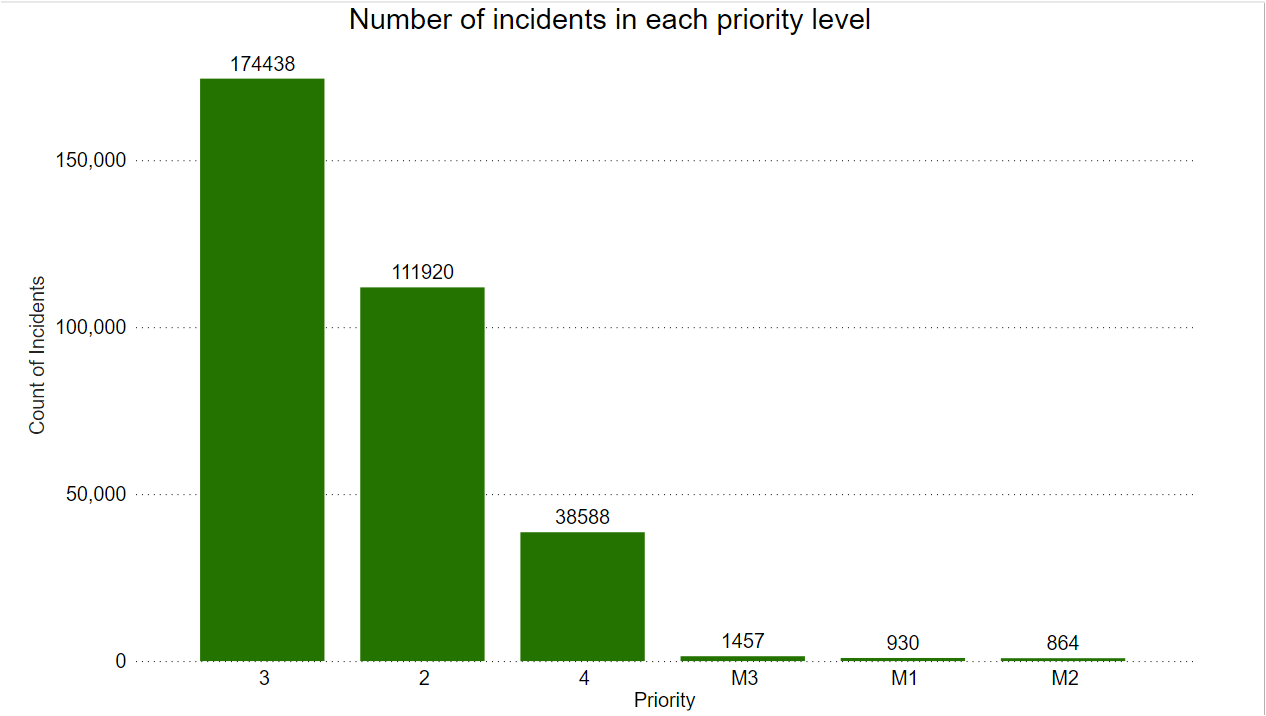 Number of incidents in each priority level
174438
150,000
111920
Count of Incidents
100,000
50,000
38588
1457
930
864
0
3 2 4 M3 M1 M2
Priority